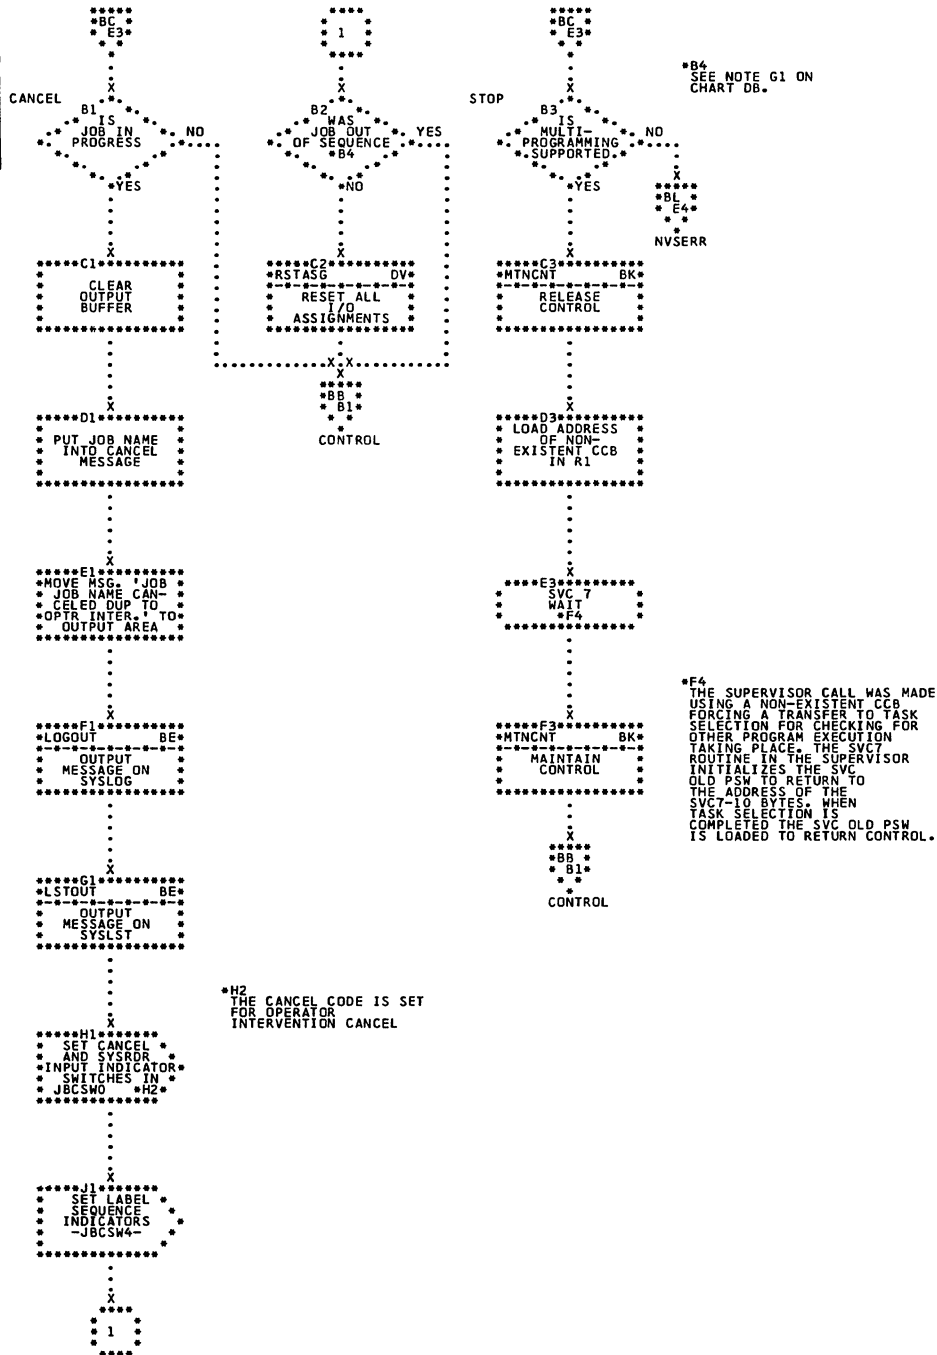 BC
E3
CANCEL
B1
IS
JOB IN
PROGRESS
NO
YES
C1
CLEAR
OUTPUT
BUFFER
D1
PUT JOB NAME
INTO CANCEL
MESSAGE
E1
MOVE MSG. 'JOB
JOB NAME CAN-
CELED DUP TO
OPTR INTER.' TO
OUTPUT AREA
F1
LOGOUT BE
OUTPUT
MESSAGE ON
SYSLOG
G1
LSTOUT BE
OUTPUT
MESSAGE ON
SYSLST
H1
SET CANCEL
AND SYSRDR
INPUT INDICATOR
SWITCHES IN
JBCSW0 *H2
*H2
THE CANCEL CODE IS SET
FOR OPERATOR
INTERVENTION CANCEL
J1
SET LABEL
SEQUENCE
INDICATORS
-JBCSW4-
1
1
B2
WAS
JOB OUT
OF SEQUENCE
*B4
YES
NO
C2
RSTASG DV
RESET ALL
I/O
ASSIGNMENTS
BB
B1
CONTROL
BC
E3
STOP
B3
IS
MULTI-
PROGRAMMING
SUPPORTED.
NO
YES
BL
E4
NVSERR
*B4
SEE NOTE G1 ON
CHART DB.
C3
MTNCNT BK
RELEASE
CONTROL
D3
LOAD ADDRESS
OF NON-
EXISTENT CCB
IN R1
E3
SVC 7
WAIT
*F4
F3
MTNCNT BK
MAINTAIN
CONTROL
BB
B1
CONTROL
*F4
THE SUPERVISOR CALL WAS MADE
USING A NON-EXISTENT CCB
FORCING A TRANSFER TO TASK
SELECTION FOR CHECKING FOR
OTHER PROGRAM EXECUTION
TAKING PLACE. THE SVC7
ROUTINE IN THE SUPERVISOR
INITIALIZES THE SVC
OLD PSW TO RETURN TO
THE ADDRESS OF THE
SVC7-10 BYTES. WHEN
TASK SELECTION IS
COMPLETED THE SVC OLD PSW
IS LOADED TO RETURN CONTROL.